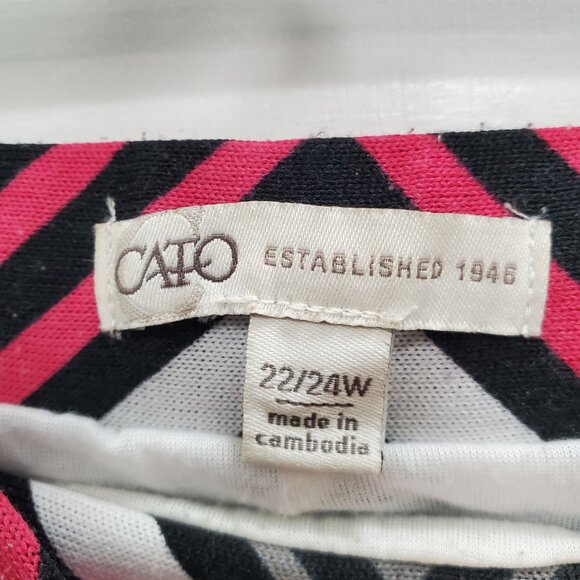 CATO ESTABLISHED 1946
22/24W
made in
cambodia